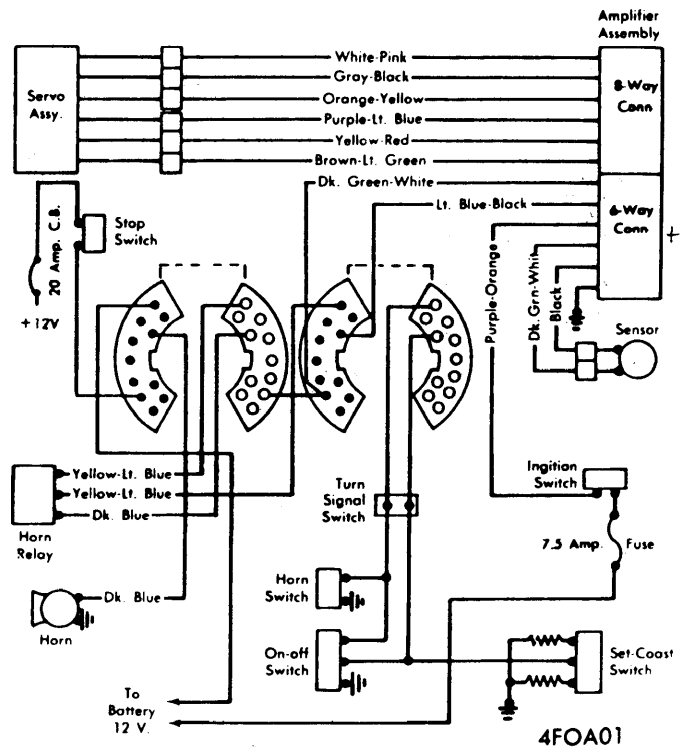 Amplifier
Assembly
White-Pink
Gray-Black
Orange-Yellow
Purple-Lt. Blue
Yellow-Red
Brown-Lt. Green
Dk. Green-White
Lt. Blue-Black
Servo
Assy.
8-Way
Conn
6-Way
Conn
+
20 Amp. C.B.
Stop
Switch
+12V
Purple-Orange
Dk. Grn-Whit
Black
Sensor
Yellow-Lt. Blue
Yellow-Lt. Blue
Dk. Blue
Horn
Relay
Turn
Signal
Switch
Ingition
Switch
7.5 Amp.
Fuse
Dk. Blue
Horn
Horn
Switch
On-off
Switch
Set-Coast
Switch
To
Battery
12 V.
4FOA01